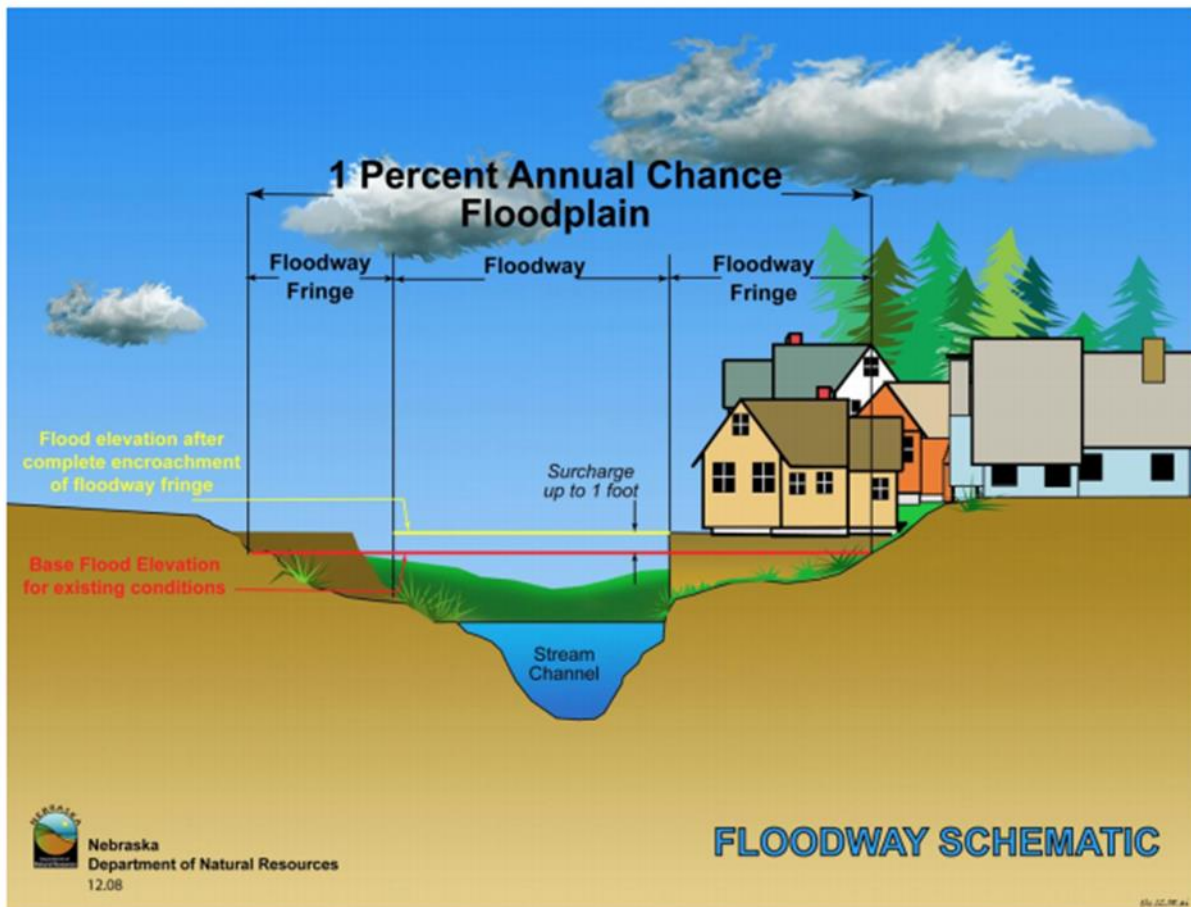 1 Percent Annual Chance
Floodplain
Floodway
Fringe
Floodway
Floodway
Fringe
Flood elevation after
complete encroachment
of floodway fringe
Surcharge
up to 1 foot
Base Flood Elevation
for existing conditions
Stream
Channel
NEBRASKA
Nebraska
Department of Natural Resources
12.08
FLOODWAY SCHEMATIC